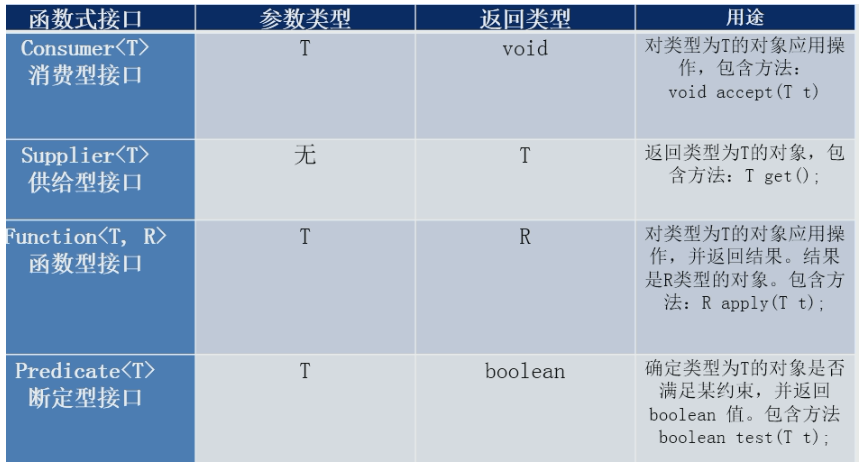 函数式接口 参数类型 返回类型 用途
Consumer<T> T void 对类型为T的对象应用操
消费型接口 作，包含方法：
void accept(T t)
Supplier<T> 无 T 返回类型为T的对象，包
供给型接口 含方法：T get();
Function<T, R> T R 对类型为T的对象应用操
函数型接口 作，并返回结果。结果
是R类型的对象。包含方
法：R apply(T t);
Predicate<T> T boolean 确定类型为T的对象是否
断定型接口 满足某约束，并返回
boolean 值。包含方法
boolean test(T t);